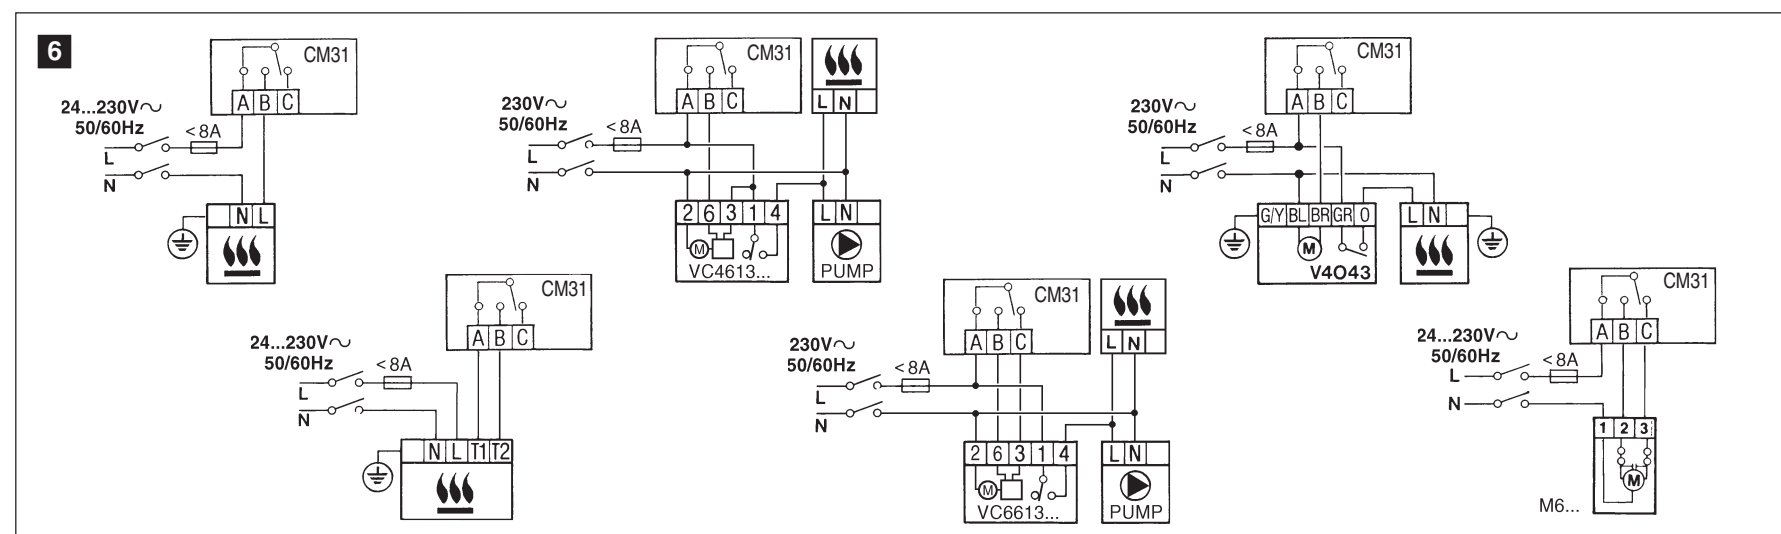 6
CM31
A B C
24...230V~
50/60Hz
<8A
L
N
N L
CM31
A B C
L N
230V~
50/60Hz
<8A
L
N
2 6 3 1 4
M
VC4613...
L N
PUMP
CM31
A B C
230V~
50/60Hz
<8A
L
N
G/Y BL BR GR O
M
V4O43
L N
CM31
A B C
24...230V~
50/60Hz
<8A
L
N
N L T1 T2
CM31
A B C
L N
230V~
50/60Hz
<8A
L
N
2 6 3 1 4
M
VC6613...
L N
PUMP
CM31
A B C
24...230V~
50/60Hz
<8A
L
N
1 2 3
M
M6...